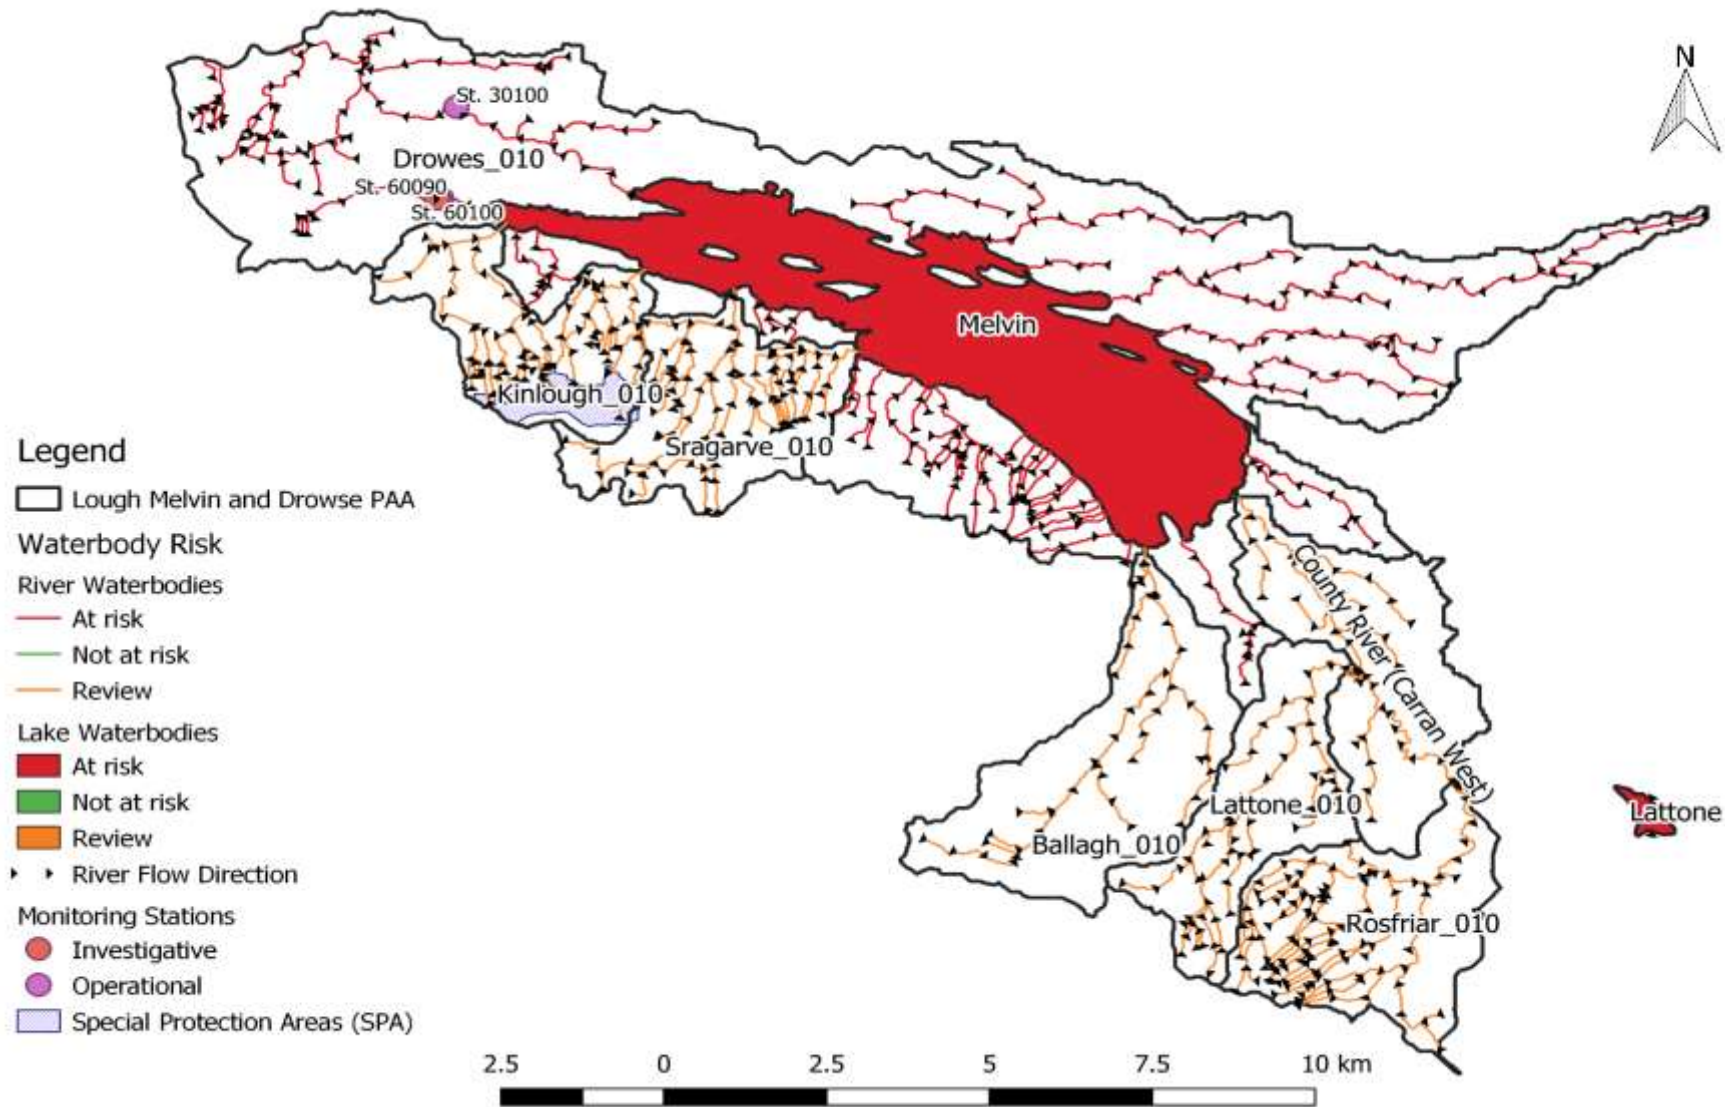 N
St. 30100
Drowes_010
St. 60090
St. 60100
Melvin
Kinlough_010
Sragarve_010
County River (Carran West)
Lattone_010
Lattone
Ballagh_010
Rosfriar_010
Legend
Lough Melvin and Drowse PAA
Waterbody Risk
River Waterbodies
At risk
Not at risk
Review
Lake Waterbodies
At risk
Not at risk
Review
River Flow Direction
Monitoring Stations
Investigative
Operational
Special Protection Areas (SPA)
2.5 0 2.5 5 7.5 10 km